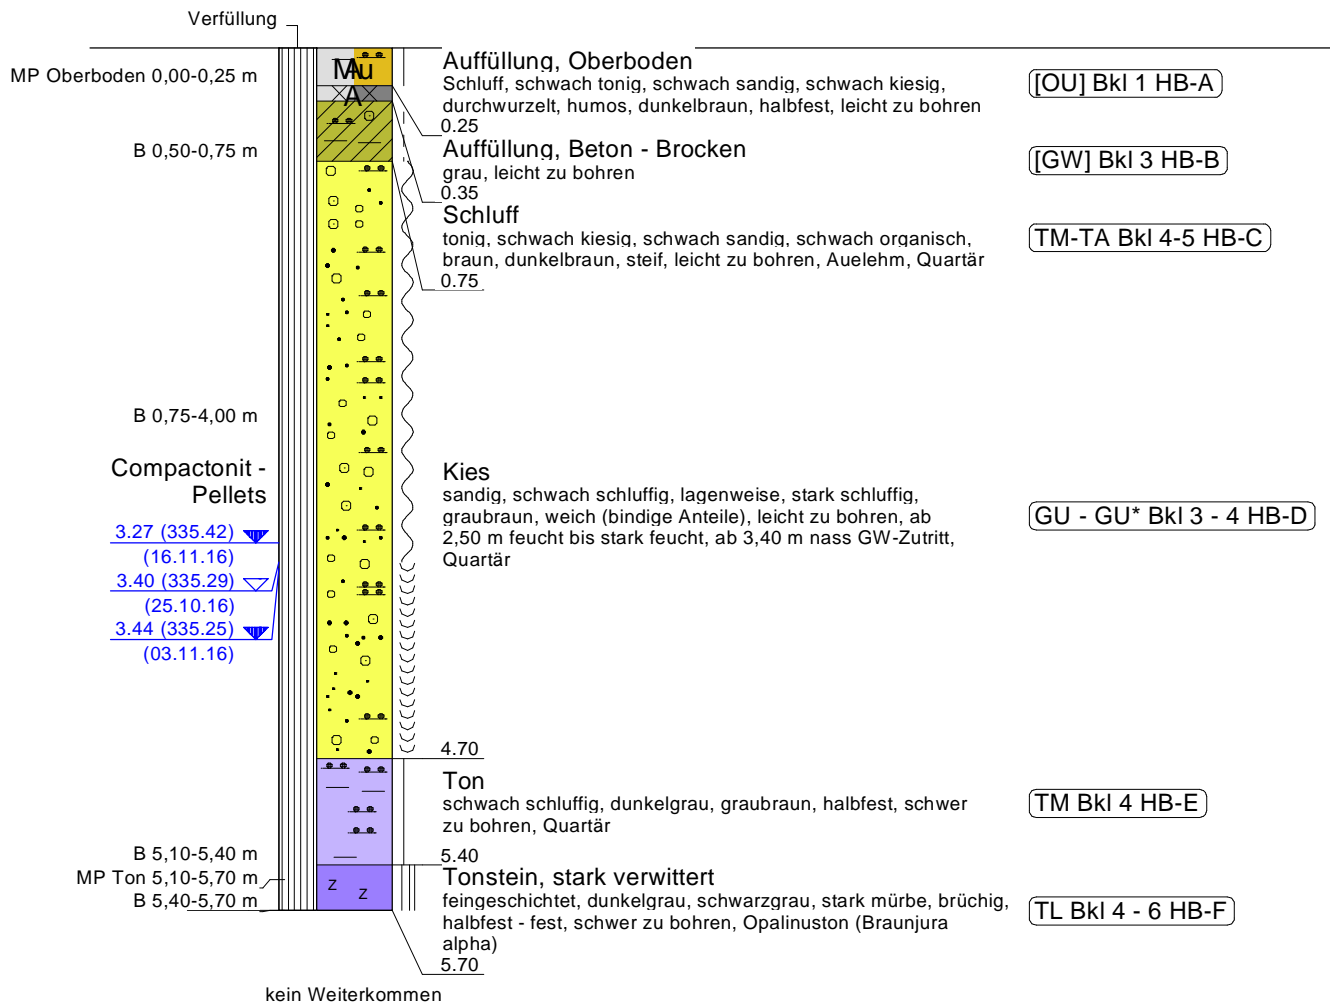 Verfüllung
MP Oberboden 0,00-0,25 m
Mu
A
A
Auffüllung, Oberboden
Schluff, schwach tonig, schwach sandig, schwach kiesig,
durchwurzelt, humos, dunkelbraun, halbfest, leicht zu bohren
0.25
[OU] Bkl 1 HB-A
B 0,50-0,75 m
Auffüllung, Beton - Brocken
grau, leicht zu bohren
0.35
[GW] Bkl 3 HB-B
Schluff
tonig, schwach kiesig, schwach sandig, schwach organisch,
braun, dunkelbraun, steif, leicht zu bohren, Auelehm, Quartär
0.75
TM-TA Bkl 4-5 HB-C
B 0,75-4,00 m
Compactonit -
Pellets
Kies
sandig, schwach schluffig, lagenweise, stark schluffig,
graubraun, weich (bindige Anteile), leicht zu bohren, ab
2,50 m feucht bis stark feucht, ab 3,40 m nass GW-Zutritt,
Quartär
GU - GU* Bkl 3 - 4 HB-D
3.27 (335.42)
(16.11.16)
3.40 (335.29)
(25.10.16)
3.44 (335.25)
(03.11.16)
4.70
Ton
schwach schluffig, dunkelgrau, graubraun, halbfest, schwer
zu bohren, Quartär
5.40
TM Bkl 4 HB-E
B 5,10-5,40 m
MP Ton 5,10-5,70 m
B 5,40-5,70 m
z
z
Tonstein, stark verwittert
feingeschichtet, dunkelgrau, schwarzgrau, stark mürbe, brüchig,
halbfest - fest, schwer zu bohren, Opalinuston (Braunjura
alpha)
5.70
TL Bkl 4 - 6 HB-F
kein Weiterkommen